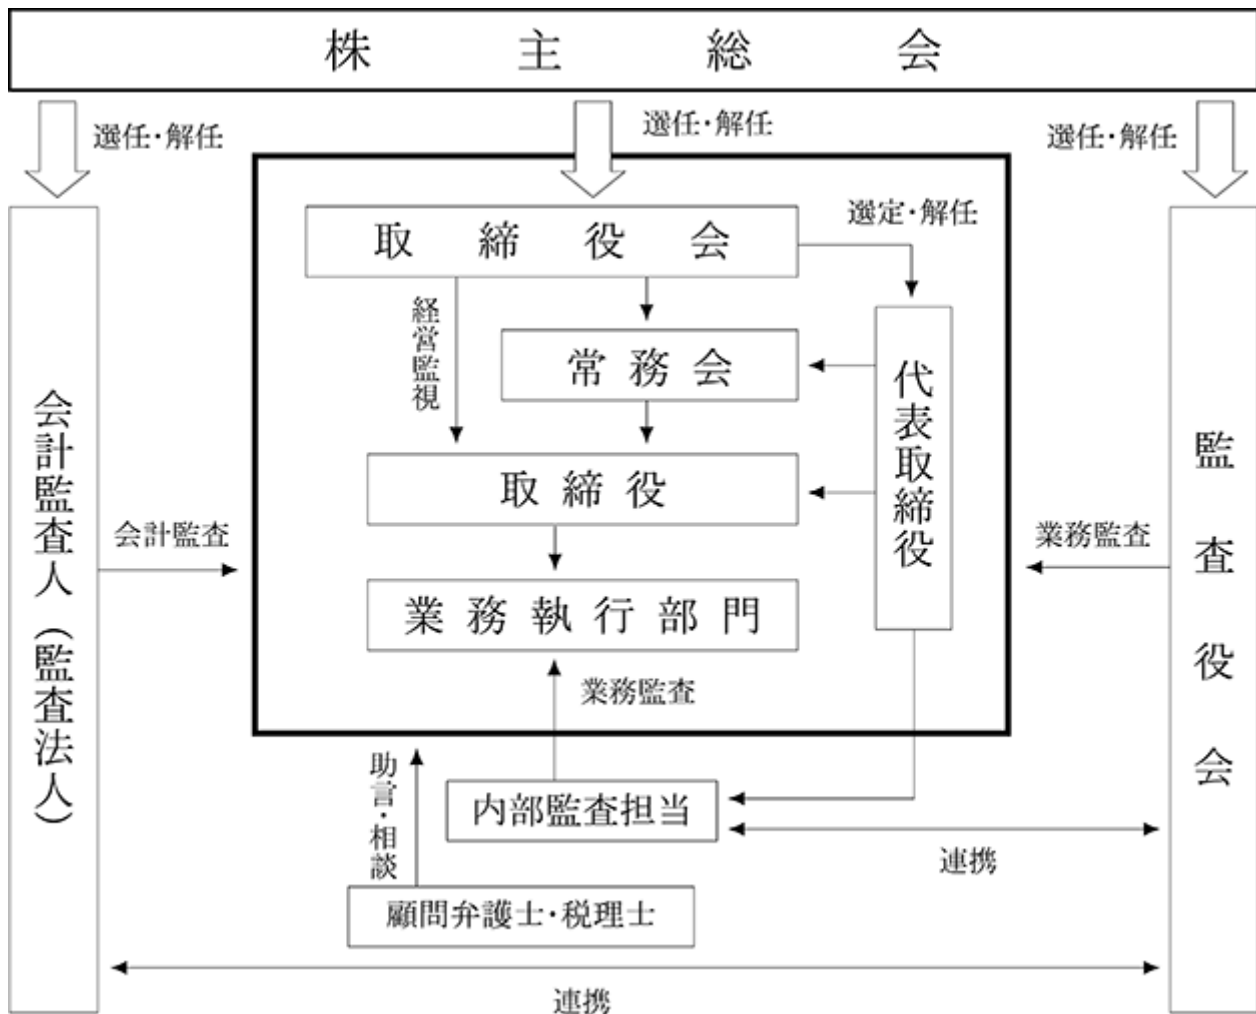 株主総会
選任・解任
選任・解任
選任・解任
取締役会
選定・解任
経営監視
常務会
代表取締役
取締役
会計監査人（監査法人）
会計監査
業務監査
監査役会
業務執行部門
業務監査
助言・相談
内部監査担当
連携
顧問弁護士・税理士
連携